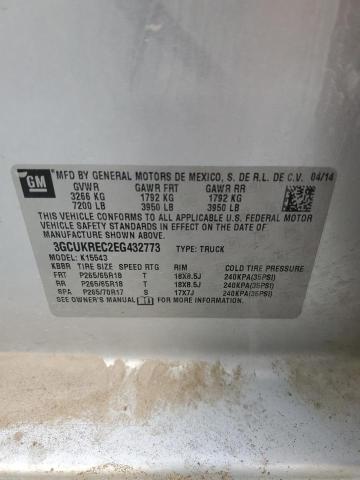 GM
MFD BY GENERAL MOTORS DE MEXICO, S. DE R.L. DE C.V. 04/14
GVWR GAWR FRT GAWR RR
3266 KG 1792 KG 1792 KG
7200 LB 3950 LB 3950 LB
THIS VEHICLE CONFORMS TO ALL APPLICABLE U.S. FEDERAL
MOTOR VEHICLE SAFETY AND THEFT PREVENTION STANDARDS IN
EFFECT ON THE DATE OF MANUFACTURE SHOWN ABOVE.
3GCUKREC2EG432773 TYPE: TRUCK
MODEL: K15543
KBBR TIRE SIZE SPEED RTG RIM COLD TIRE PRESSURE
FRT P265/65R18 T 18X8.5J 240KPA(35PSI)
RR P265/65R18 T 18X8.5J 240KPA(35PSI)
SPA P265/70R17 S 17X7J 240KPA(35PSI)
SEE OWNER'S MANUAL FOR MORE INFORMATION.